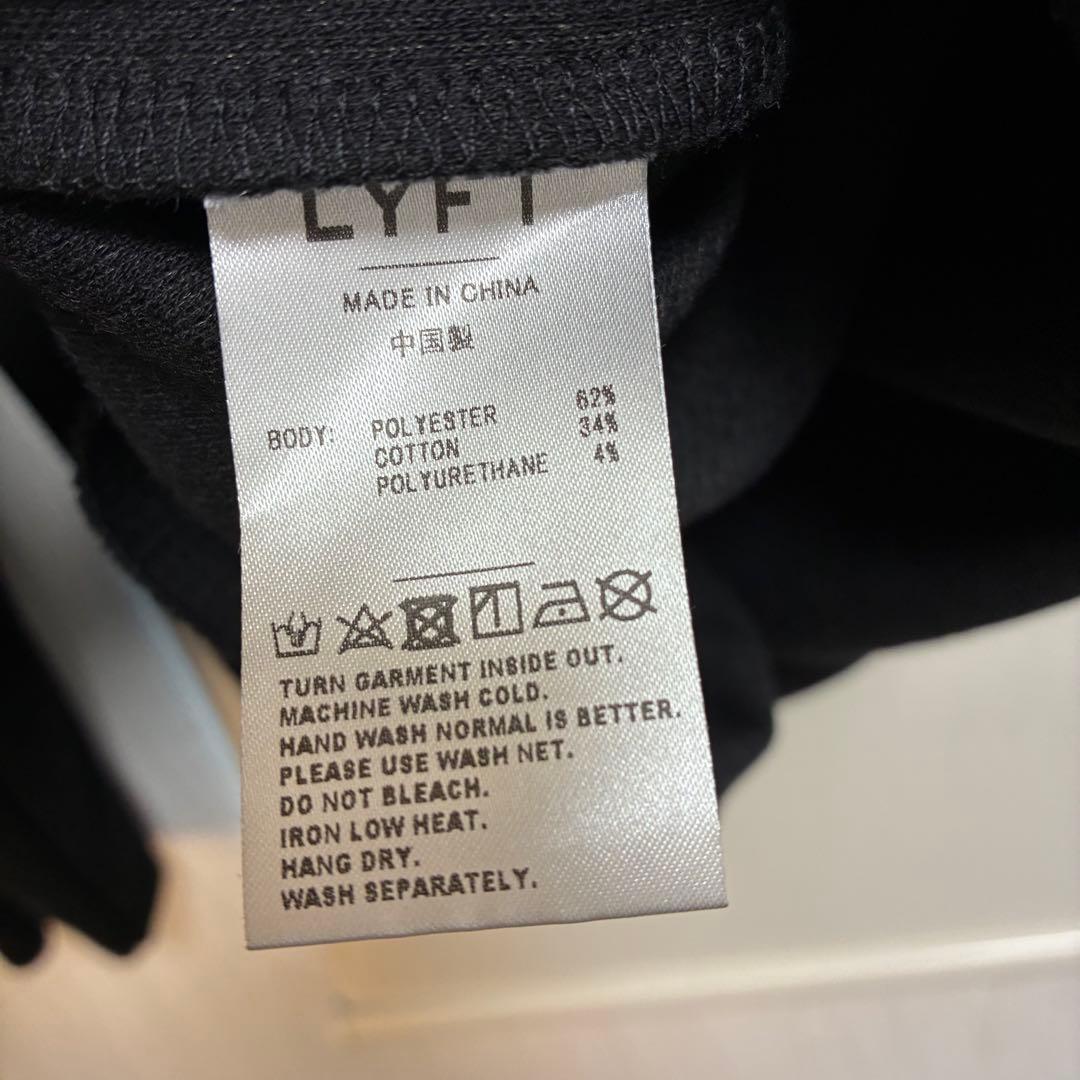 LYFT
MADE IN CHINA
中国製
BODY: POLYESTER 62%
COTTON 34%
POLYURETHANE 4%
TURN GARMENT INSIDE OUT.
MACHINE WASH COLD.
HAND WASH NORMAL IS BETTER.
PLEASE USE WASH NET.
DO NOT BLEACH.
IRON LOW HEAT.
HANG DRY.
WASH SEPARATELY.